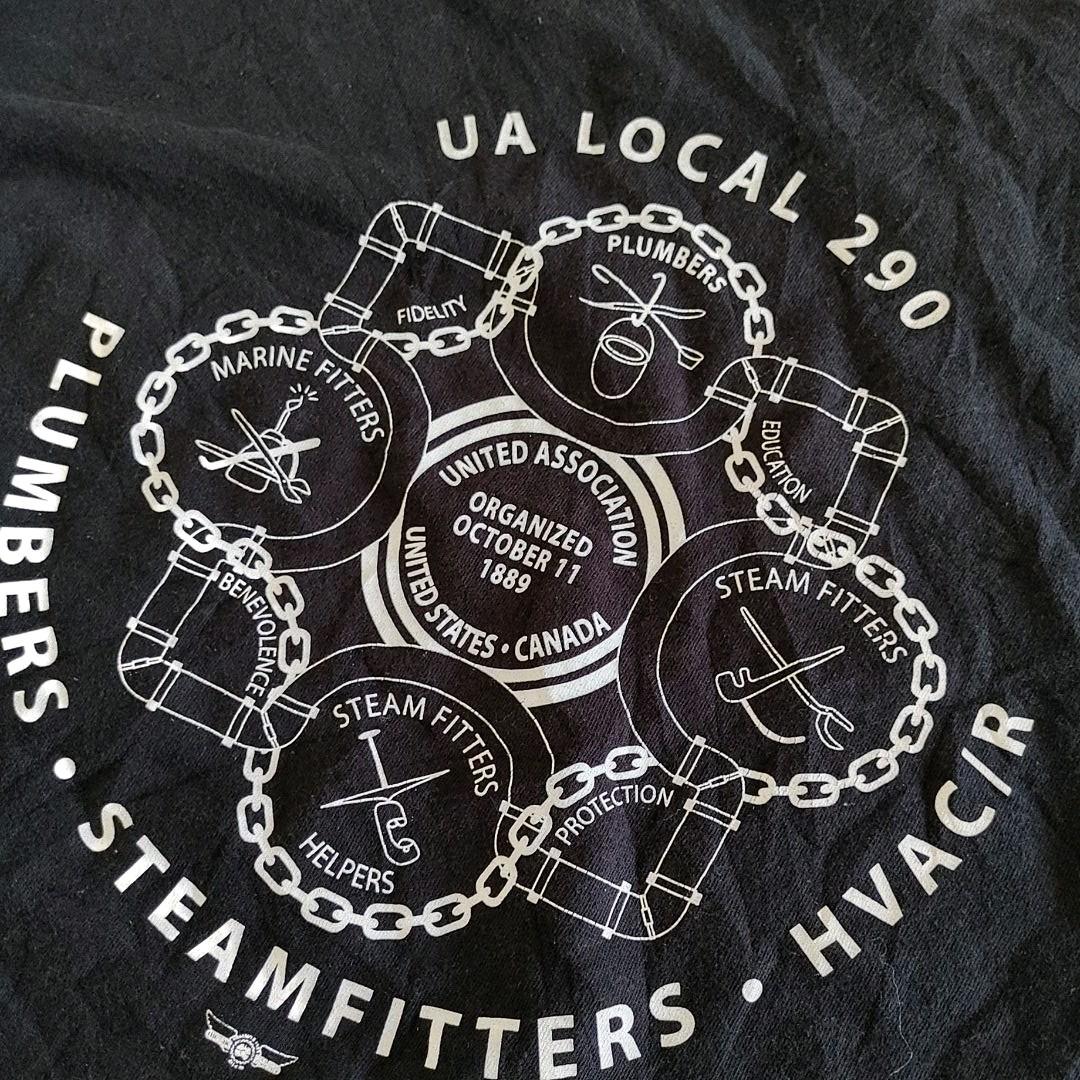 UA LOCAL 290
PLUMBERS • STEAMFITTERS • HVAC/R
PLUMBERS
FIDELITY
MARINE FITTERS
EDUCATION
UNITED ASSOCIATION
ORGANIZED
OCTOBER 11
1889
UNITED STATES • CANADA
STEAM FITTERS
BENEVOLENCE
STEAM FITTERS
HELPERS
PROTECTION